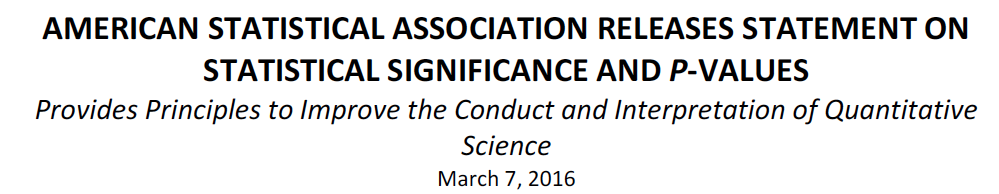 AMERICAN STATISTICAL ASSOCIATION RELEASES STATEMENT ON
STATISTICAL SIGNIFICANCE AND P-VALUES
Provides Principles to Improve the Conduct and Interpretation of Quantitative
Science
March 7, 2016